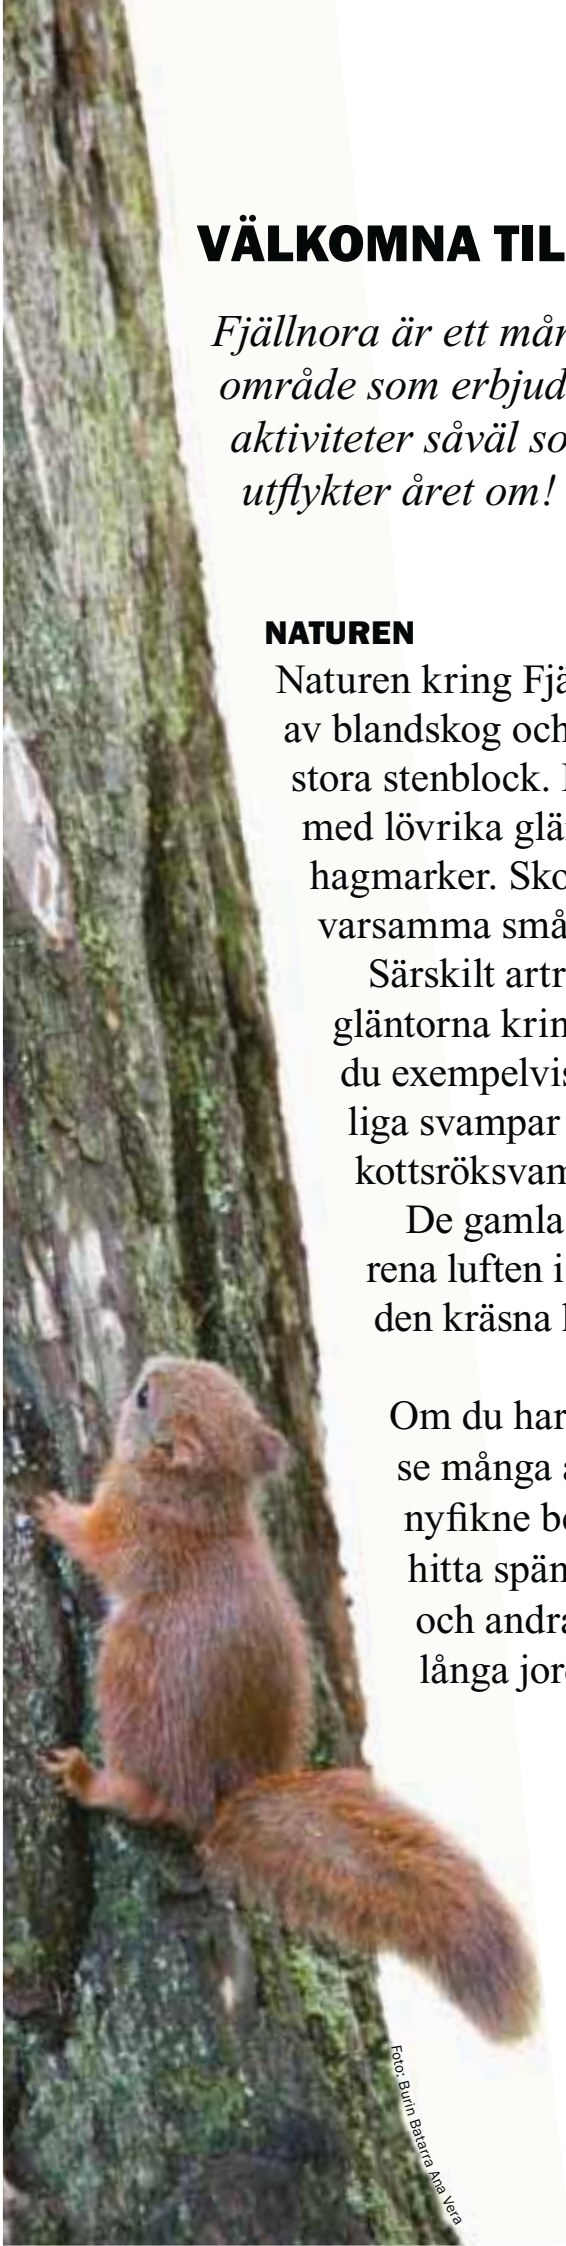 VÄLKOMNA TIL
Fjällnora är ett mån
område som erbjud
aktiviteter såväl so
utflykter året om!
NATUREN
Naturen kring Fjä
av blandskog och
stora stenblock.
med lövrika glä
hagmarker. Sko
varsamma små
Särskilt artr
gläntorna krin
du exempelvis
liga svampar
kottsröksvam
De gamla
rena luften i
den kräsna
Om du har
se många
nyfikne be
hitta spän
och andra
långa jor
Foto: Burin Batarra Ana Vera